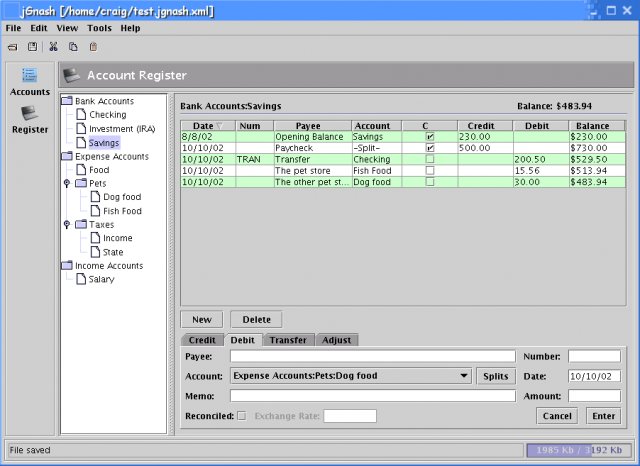 jGnash [/home/craig/test.jgnash.xml]
File Edit View Tools Help
Accounts
Register
Account Register
Bank Accounts
Checking
Investment (IRA)
Savings
Expense Accounts
Food
Pets
Dog food
Fish Food
Taxes
Income
State
Income Accounts
Salary
Bank Accounts:Savings Balance: $483.94
Date Num Payee Account C Credit Debit Balance
8/8/02 Opening Balance Savings 230.00 $230.00
10/10/02 Paycheck -Split- 500.00 $730.00
10/10/02 TRAN Transfer Checking 200.50 $529.50
10/10/02 The pet store Fish Food 15.56 $513.94
10/10/02 The other pet st... Dog food 30.00 $483.94
New Delete
Credit Debit Transfer Adjust
Payee: Number:
Account: Expense Accounts:Pets:Dog food Splits Date: 10/10/02
Memo: Amount:
Reconciled: Exchange Rate: Cancel Enter
File saved 1985 Kb / 3192 Kb